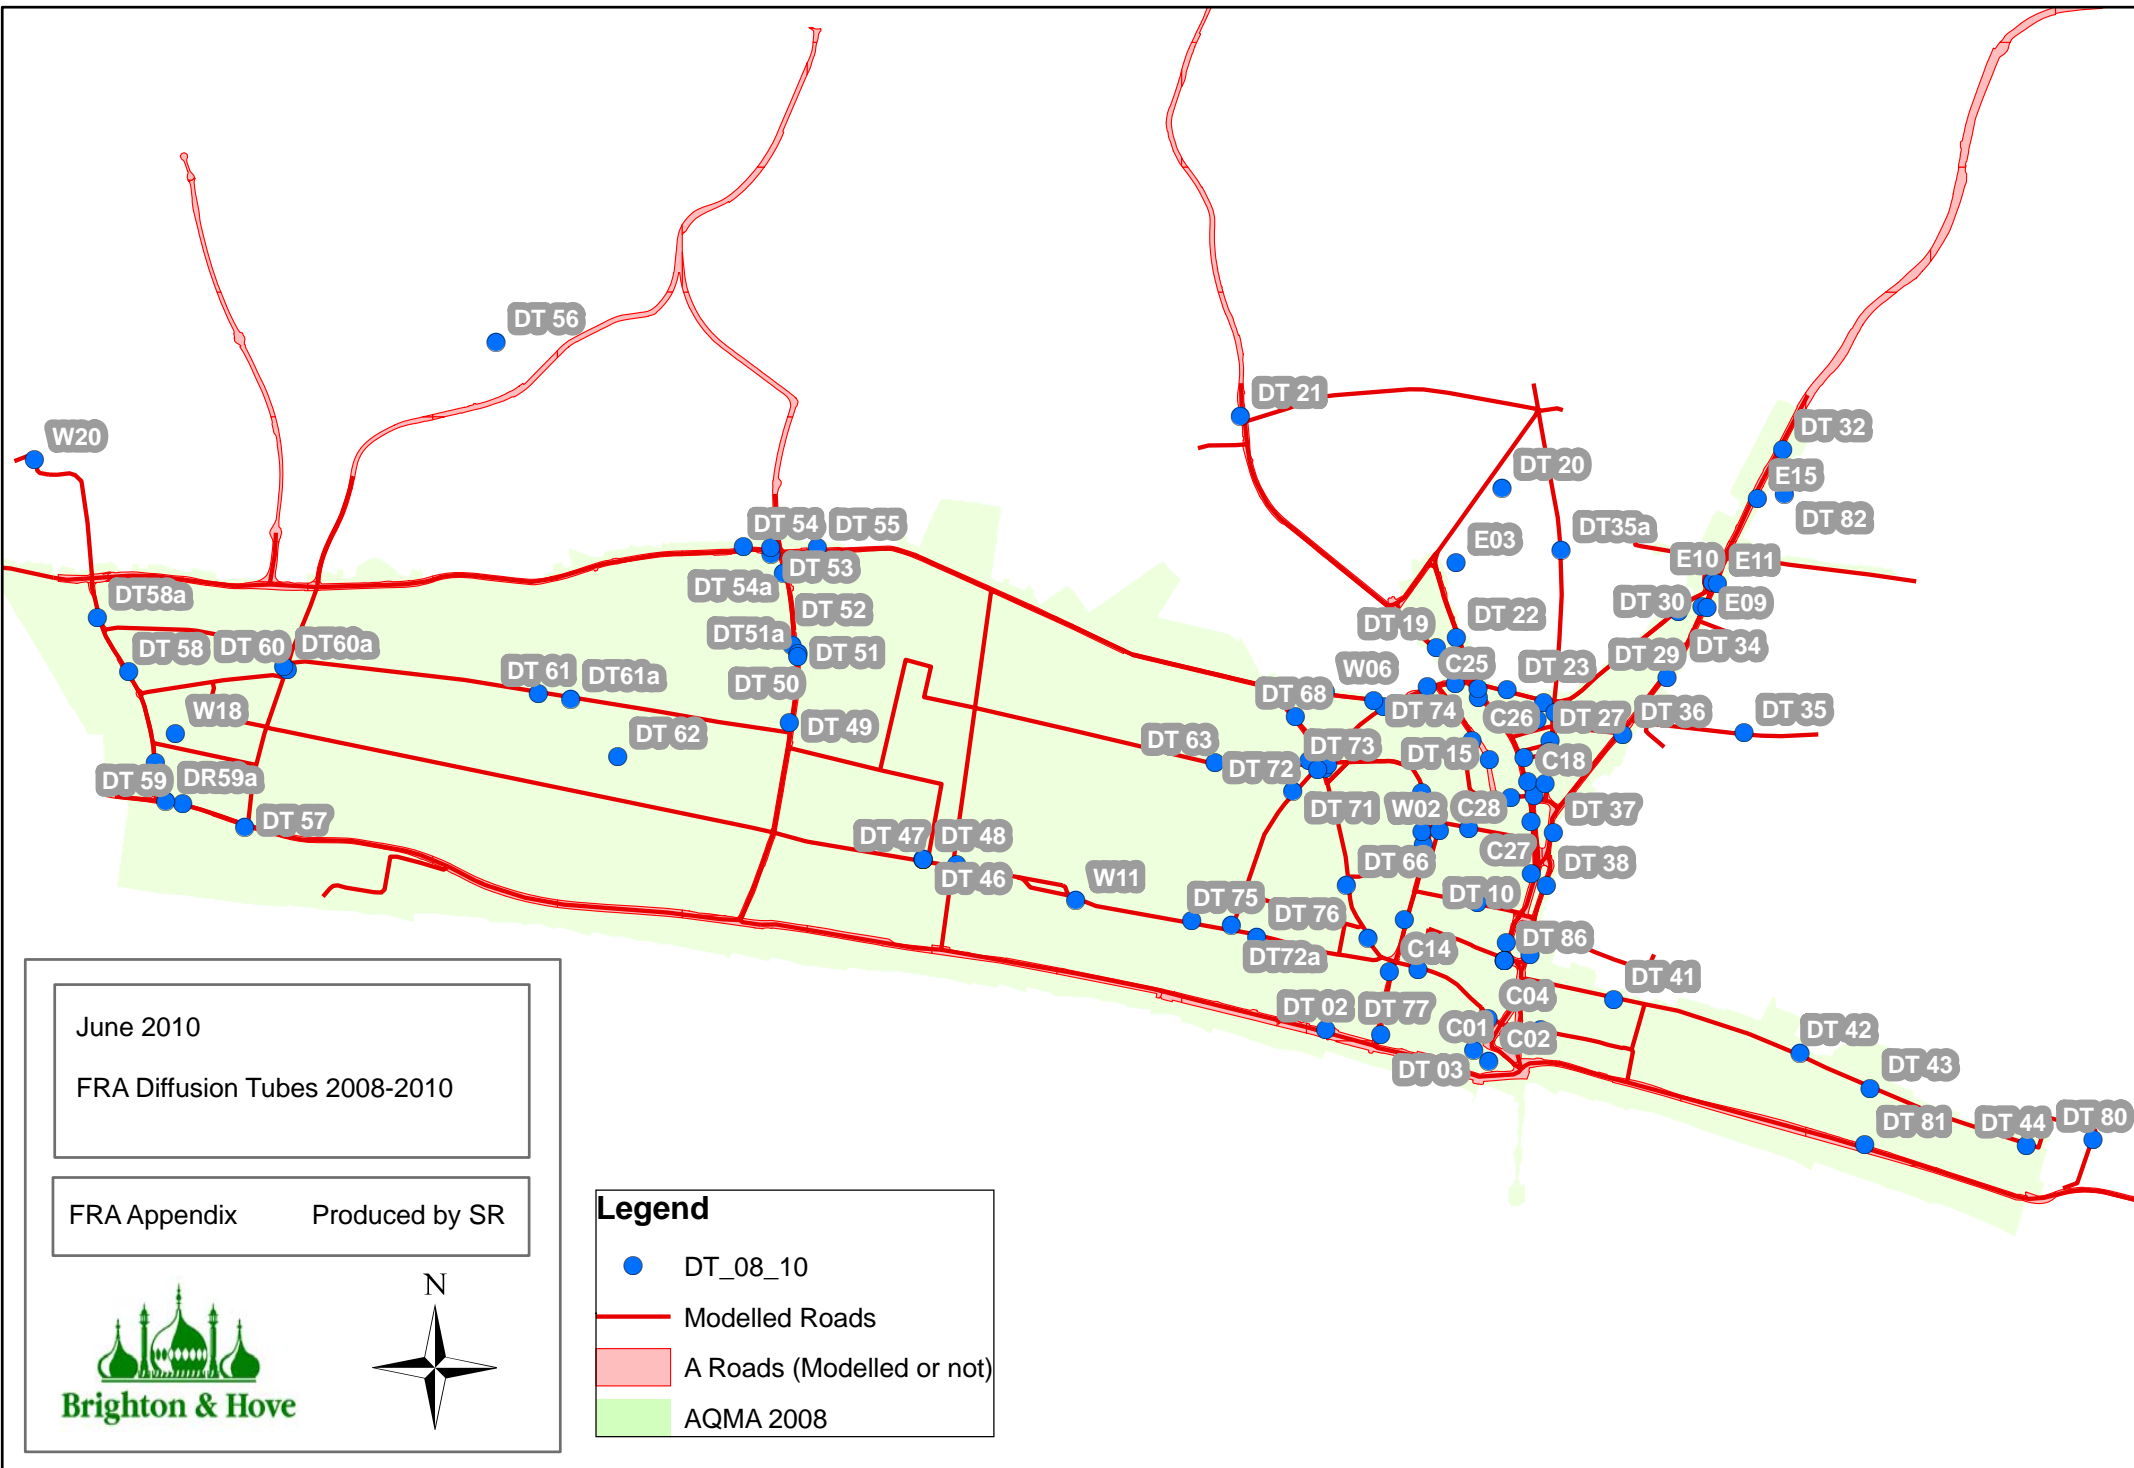 DT 56
DT 21
W20
DT 32
DT 20
E15
DT 82
DT 54
DT 55
DT35a
E03
E10
E11
DT 53
DT 54a
DT58a
DT 30
E09
DT 52
DT 19
DT 22
DT51a
DT 51
DT 58
DT 60
DT60a
DT 34
DT 29
DT 23
C25
W06
DT 61
DT61a
DT 50
DT 68
W18
DT 49
DT 74
C26
DT 27
DT 36
DT 35
DT 62
DT 63
DT 73
DT 15
C18
DT 72
DT 59
DR59a
DT 71
W02
C28
DT 37
DT 57
DT 47
DT 48
C27
DT 66
DT 38
DT 46
W11
DT 10
DT 75
DT 76
DT72a
C14
DT 86
DT 41
C04
DT 02
DT 77
C01
C02
DT 42
DT 03
DT 43
DT 81
DT 44
DT 80
June 2010
FRA Diffusion Tubes 2008-2010
FRA Appendix Produced by SR
N
Brighton & Hove
Legend
DT_08_10
Modelled Roads
A Roads (Modelled or not)
AQMA 2008